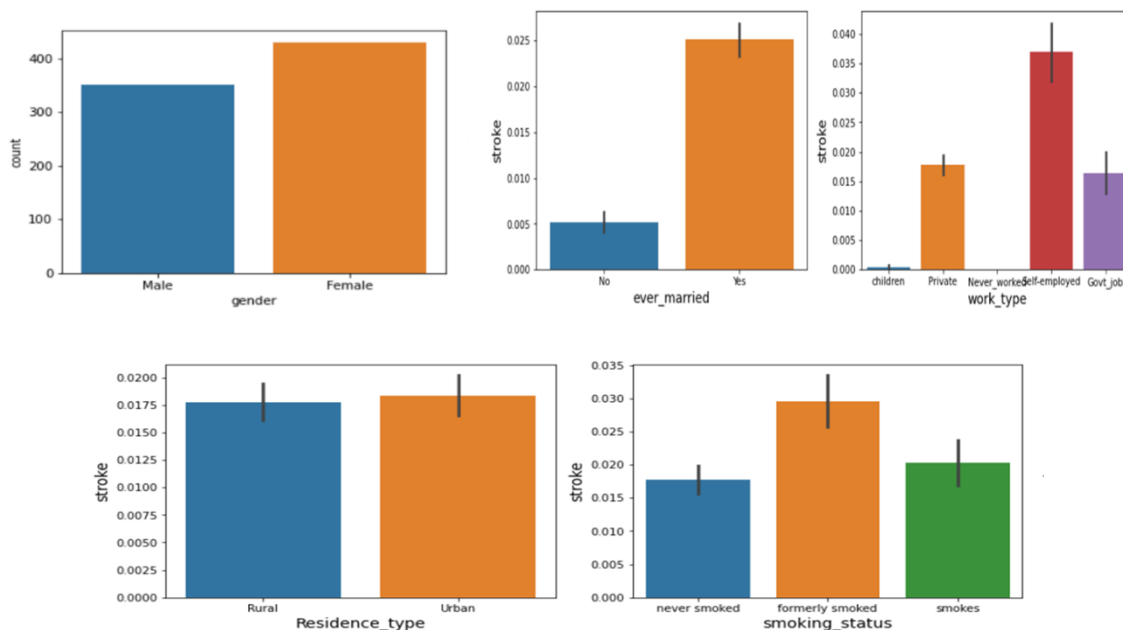 400
300
200
100
0
count
Male Female
gender
0.025
0.020
0.015
0.010
0.005
0.000
stroke
No Yes
ever_married
0.040
0.035
0.030
0.025
0.020
0.015
0.010
0.005
0.000
stroke
children Private Never_worked Self-employed Govt_job
work_type
0.0200
0.0175
0.0150
0.0125
0.0100
0.0075
0.0050
0.0025
0.0000
stroke
Rural Urban
Residence_type
0.035
0.030
0.025
0.020
0.015
0.010
0.005
0.000
stroke
never smoked formerly smoked smokes
smoking_status